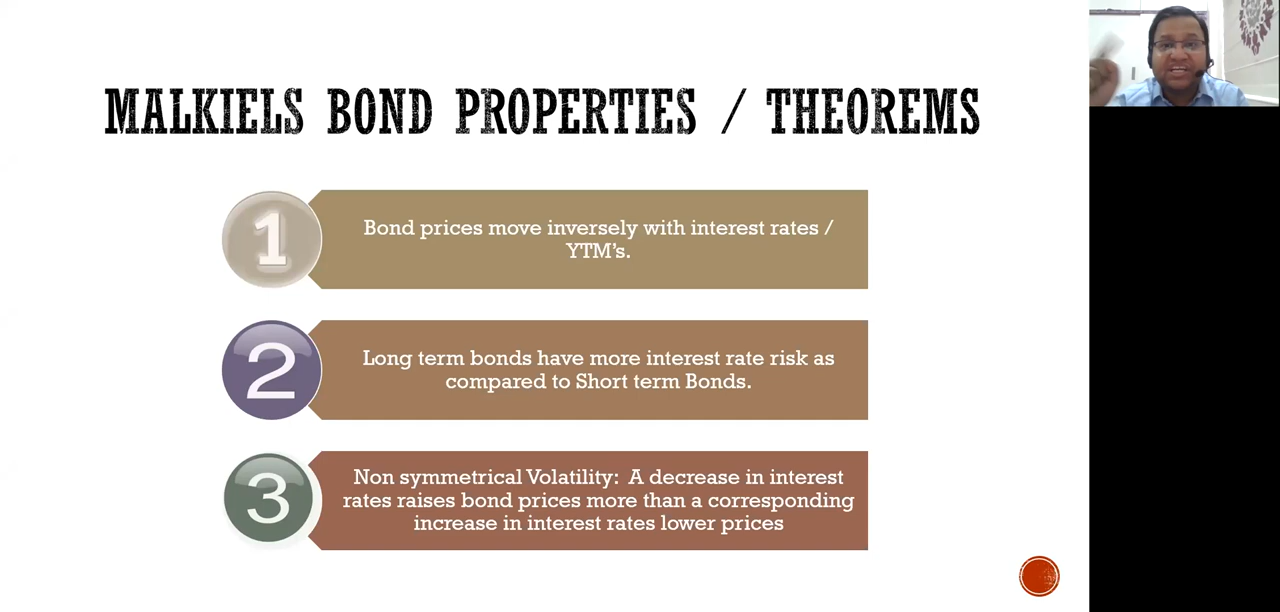 MALKIELS BOND PROPERTIES / THEOREMS
1
Bond prices move inversely with interest rates /
YTM's.
2
Long term bonds have more interest rate risk as
compared to Short term Bonds.
3
Non symmetrical Volatility: A decrease in interest
rates raises bond prices more than a corresponding
increase in interest rates lower prices